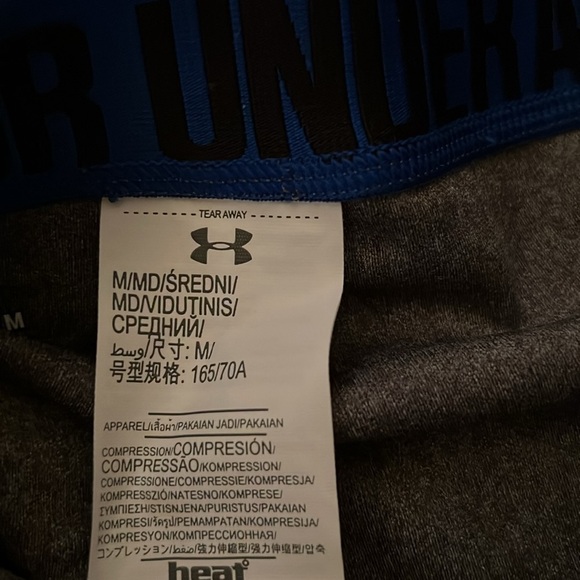 R UNDER A
TEAR AWAY
M
M/MD/ŚREDNI/
MD/VIDUTINIS/
СРЕДНИЙ/
وسط/尺寸: M/
号型规格: 165/70A
APPAREL/เสื้อผ้า/PAKAIAN JADI/PAKAIAN
COMPRESSION/COMPRESIÓN/
COMPRESSÃO/KOMPRESSION/
COMPRESSIONE/COMPRESSIE/KOMPRESJA/
KOMPRESSZIÓ/NATESNO/KOMPRESE/
ΣΥΜΠΙΕΣΗ/STISNJENA/PURISTUS/PAKAIAN
KOMPRESI/รัดรูป/PEMAMPATAN/KOMPRESIJA/
KOMPRESYON/КОМПРЕССИОННАЯ/
コンプレッション/ضغط/強力伸縮型/强力伸缩型/압축
heat